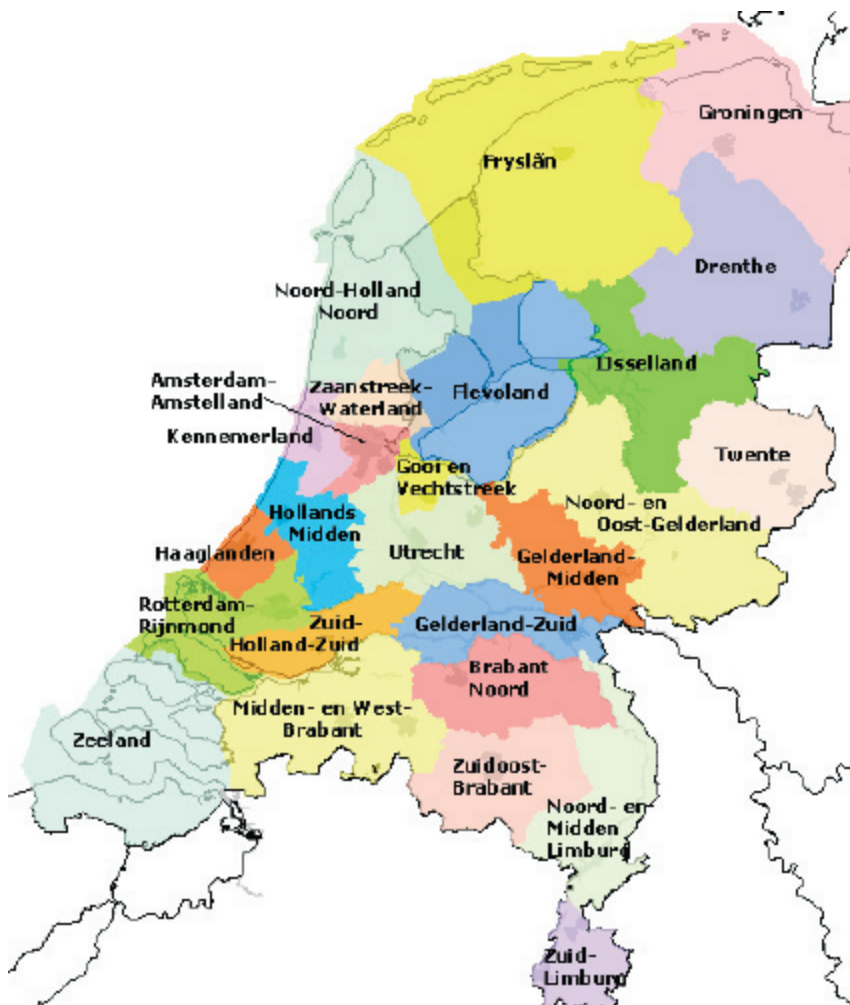 Groningen
Fryslân
Drenthe
Noord-Holland
Noord
IJsselland
Amsterdam-
Amstelland
Zaanstreek-
Waterland
Flevoland
Kennemerland
Twente
Gooi en
Vechtstreek
Noord- en
Oost-Gelderland
Hollands
Midden
Haaglanden
Utrecht
Gelderland-
Midden
Rotterdam-
Rijnmond
Zuid-
Holland-Zuid
Gelderland-Zuid
Brabant
Noord
Midden- en West-
Brabant
Zeeland
Zuidoost-
Brabant
Noord- en
Midden
Limburg
Zuid-
Limburg